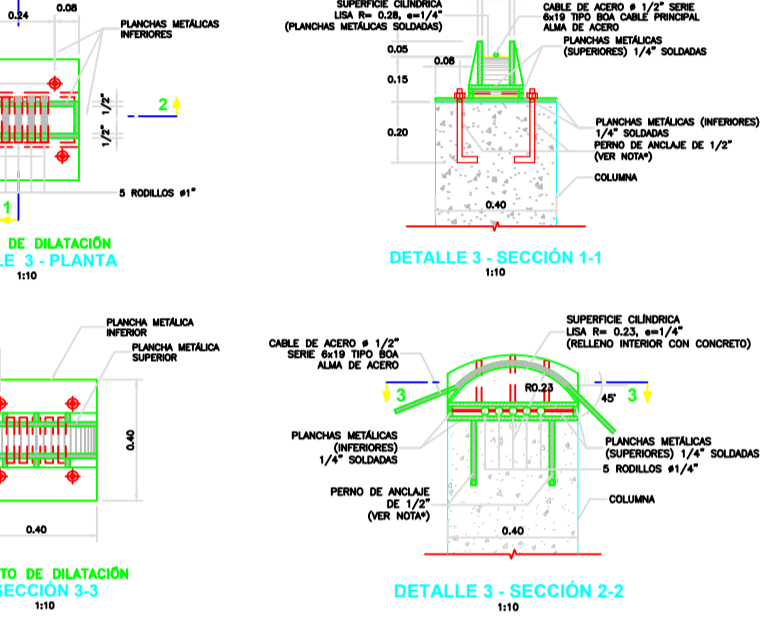 0.24
0.08
PLANCHAS METÁLICAS
INFERIORES
1/2"
1/2"
2
5 RODILLOS ø1"
1
DE DILATACIÓN
LE 3 - PLANTA
1:10
SUPERFICIE CILÍNDRICA
LISA R= 0.28, e=1/4"
(PLANCHAS METÁLICAS SOLDADAS)
CABLE DE ACERO ø 1/2" SERIE
6x19 TIPO BOA CABLE PRINCIPAL
ALMA DE ACERO
PLANCHAS METÁLICAS
(SUPERIORES) 1/4" SOLDADAS
0.05
0.08
0.15
0.20
PLANCHAS METÁLICAS (INFERIORES)
1/4" SOLDADAS
PERNO DE ANCLAJE DE 1/2"
(VER NOTA*)
COLUMNA
0.40
DETALLE 3 - SECCIÓN 1-1
1:10
PLANCHA METÁLICA
INFERIOR
PLANCHA METÁLICA
SUPERIOR
0.40
0.40
TO DE DILATACIÓN
SECCIÓN 3-3
1:10
SUPERFICIE CILÍNDRICA
LISA R= 0.23, e=1/4"
(RELLENO INTERIOR CON CONCRETO)
CABLE DE ACERO ø 1/2"
SERIE 6x19 TIPO BOA
ALMA DE ACERO
R0.23
45°
3
3
PLANCHAS METÁLICAS
(INFERIORES)
1/4" SOLDADAS
PLANCHAS METÁLICAS
(SUPERIORES) 1/4" SOLDADAS
5 RODILLOS ø1/4"
PERNO DE ANCLAJE
DE 1/2"
(VER NOTA*)
COLUMNA
0.40
DETALLE 3 - SECCIÓN 2-2
1:10